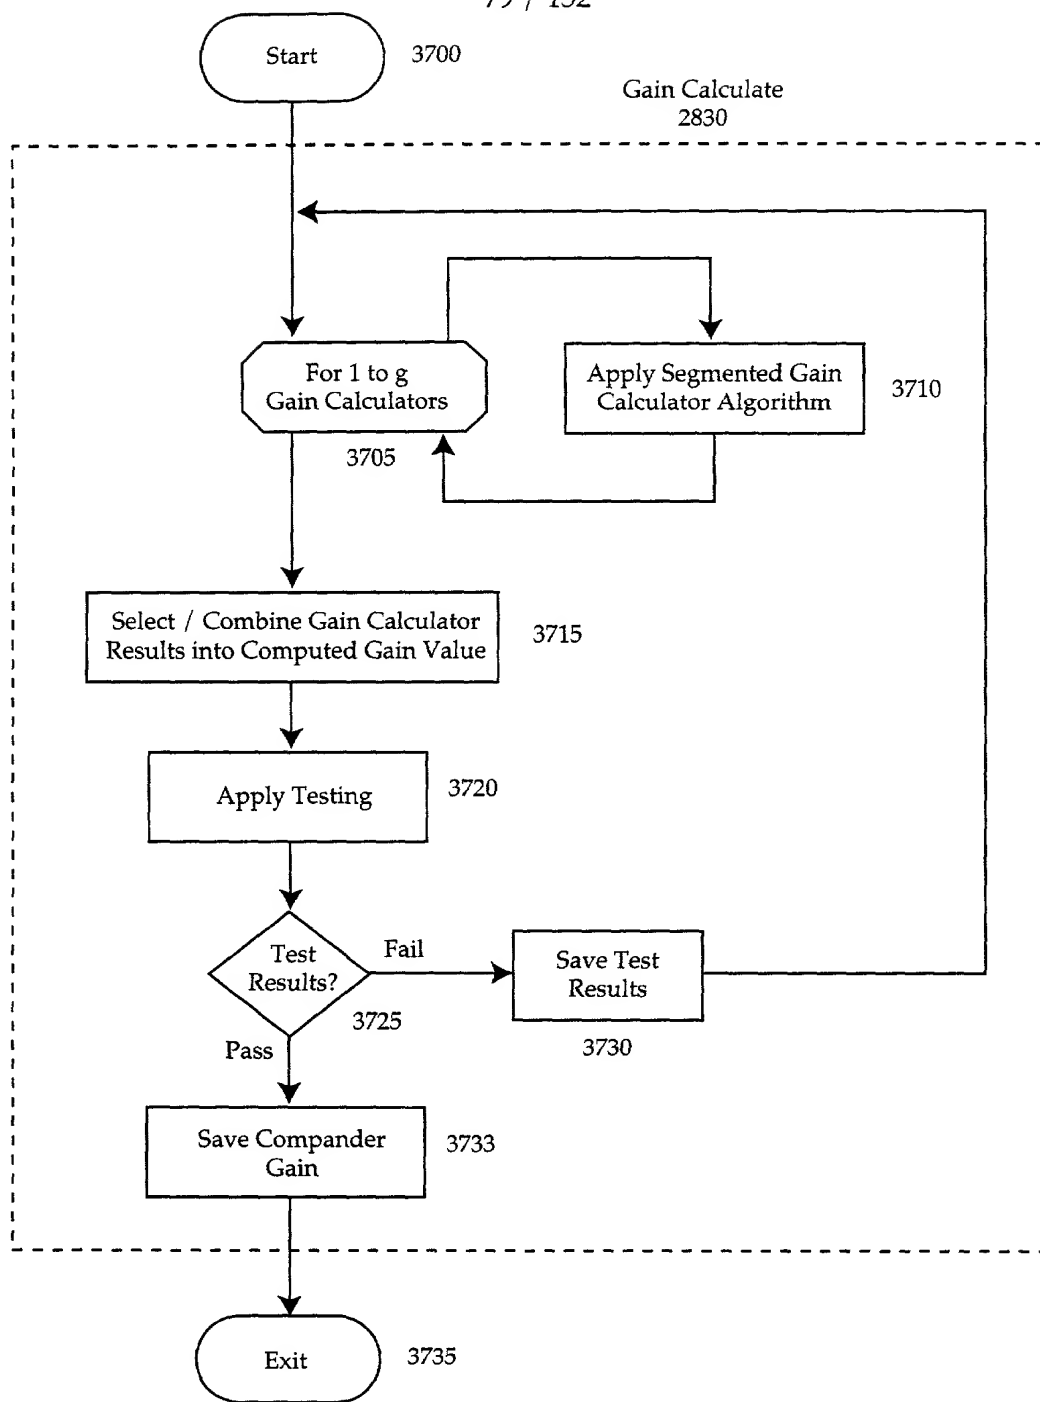 79 / 152
Start
3700
Gain Calculate
2830
For 1 to g
Gain Calculators
3705
Apply Segmented Gain
Calculator Algorithm
3710
Select / Combine Gain Calculator
Results into Computed Gain Value
3715
Apply Testing
3720
Test
Results?
3725
Fail
Save Test
Results
3730
Pass
Save Compander
Gain
3733
Exit
3735